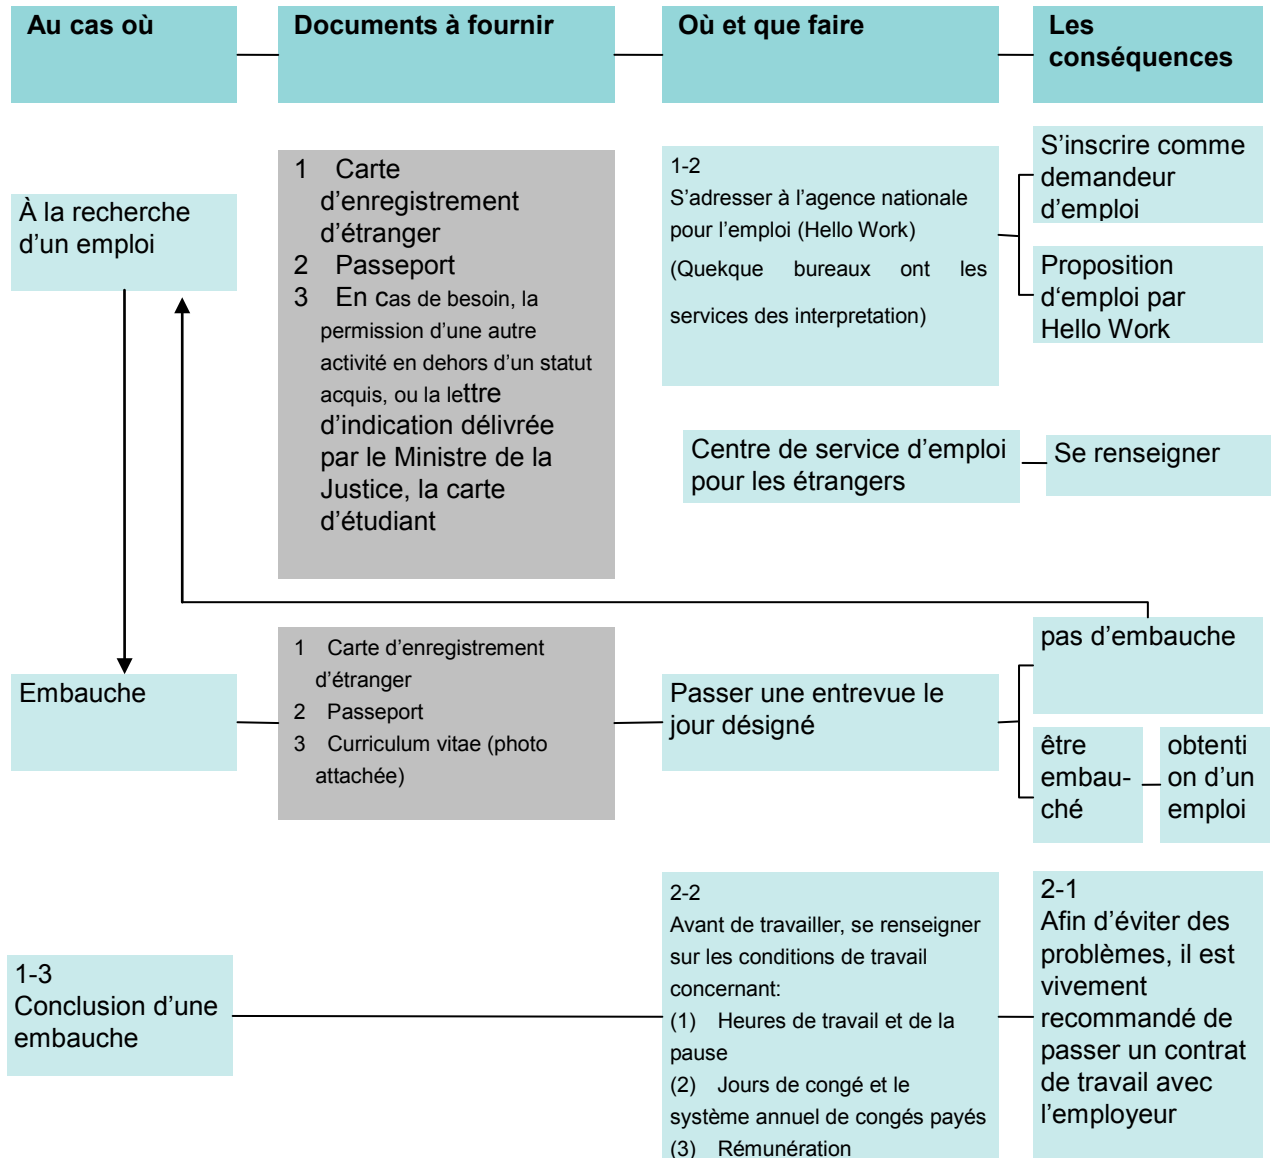 Au cas où
Documents à fournir
Où et que faire
Les
conséquences
À la recherche
d’un emploi
1 Carte
d’enregistrement
d’étranger
2 Passeport
3 En cas de besoin, la
permission d’une autre
activité en dehors d’un statut
acquis, ou la lettre
d’indication délivrée
par le Ministre de la
Justice, la carte
d’étudiant
1-2
S’adresser à l’agence nationale
pour l’emploi (Hello Work)
(Quekque bureaux ont les
services des interpretation)
S’inscrire comme
demandeur
d’emploi
Proposition
d‘emploi par
Hello Work
Centre de service d’emploi
pour les étrangers
Se renseigner
Embauche
1 Carte d’enregistrement
d’étranger
2 Passeport
3 Curriculum vitae (photo
attachée)
Passer une entrevue le
jour désigné
pas d’embauche
être
embau-
ché
obtenti
on d’un
emploi
1-3
Conclusion d’une
embauche
2-2
Avant de travailler, se renseigner
sur les conditions de travail
concernant:
(1) Heures de travail et de la
pause
(2) Jours de congé et le
système annuel de congés payés
(3) Rémunération
2-1
Afin d’éviter des
problèmes, il est
vivement
recommandé de
passer un contrat
de travail avec
l’employeur